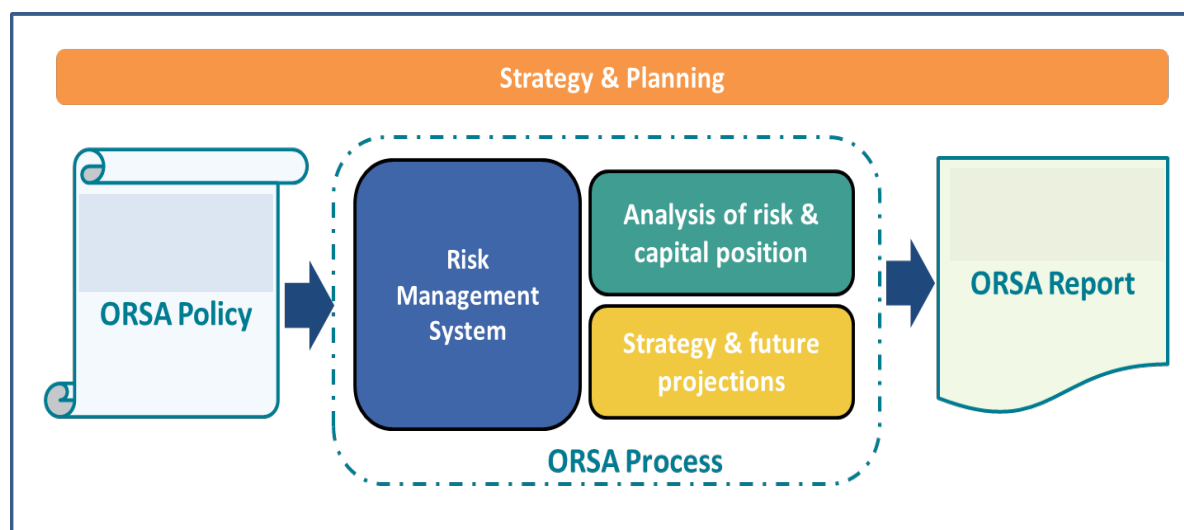 Strategy & Planning
ORSA Policy
Risk
Management
System
Analysis of risk &
capital position
Strategy & future
projections
ORSA Process
ORSA Report